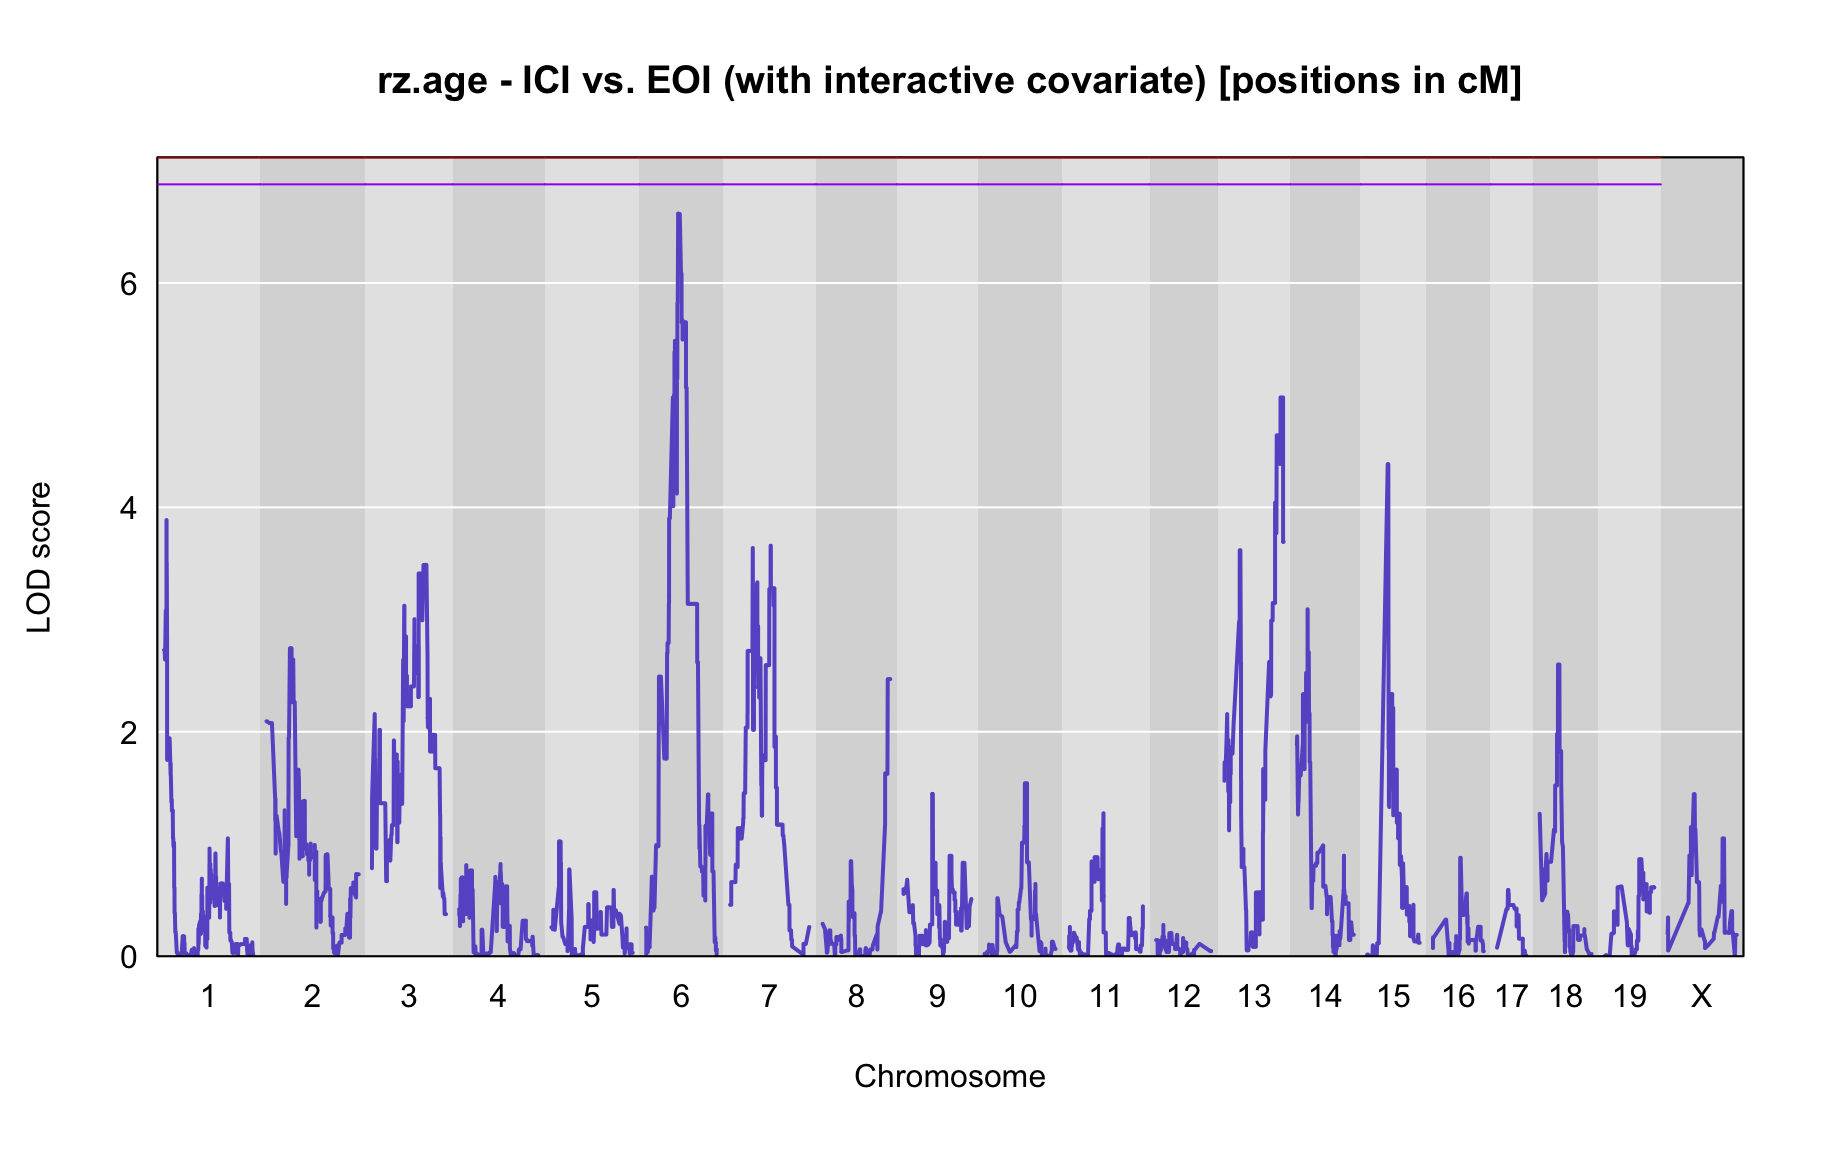 rz.age - ICI vs. EOI (with interactive covariate) [positions in cM]
LOD score
6
4
2
0
1 2 3 4 5 6 7 8 9 10 11 12 13 14 15 16 17 18 19 X
Chromosome